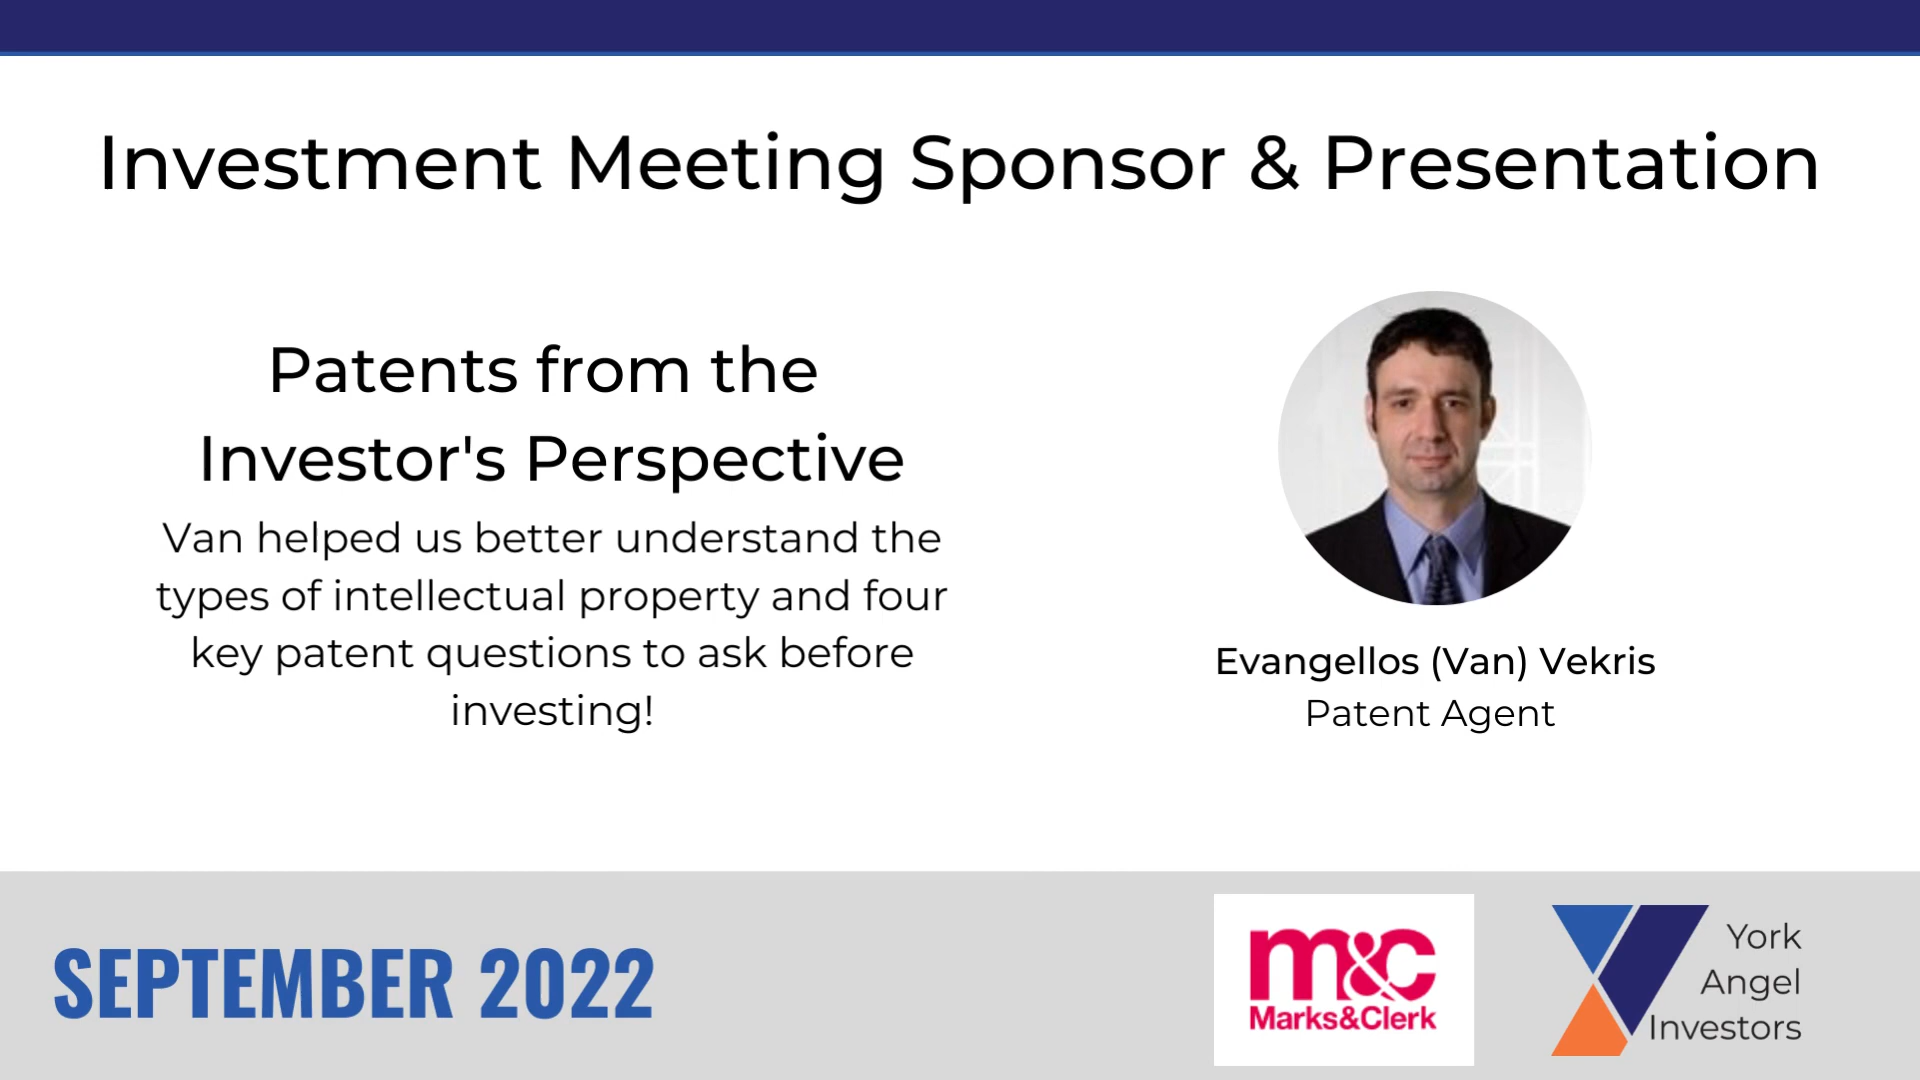 Investment Meeting Sponsor & Presentation
Patents from the
Investor's Perspective
Van helped us better understand the
types of intellectual property and four
key patent questions to ask before
investing!
Evangellos (Van) Vekris
Patent Agent
SEPTEMBER 2022
m&c
Marks&Clerk
York
Angel
Investors